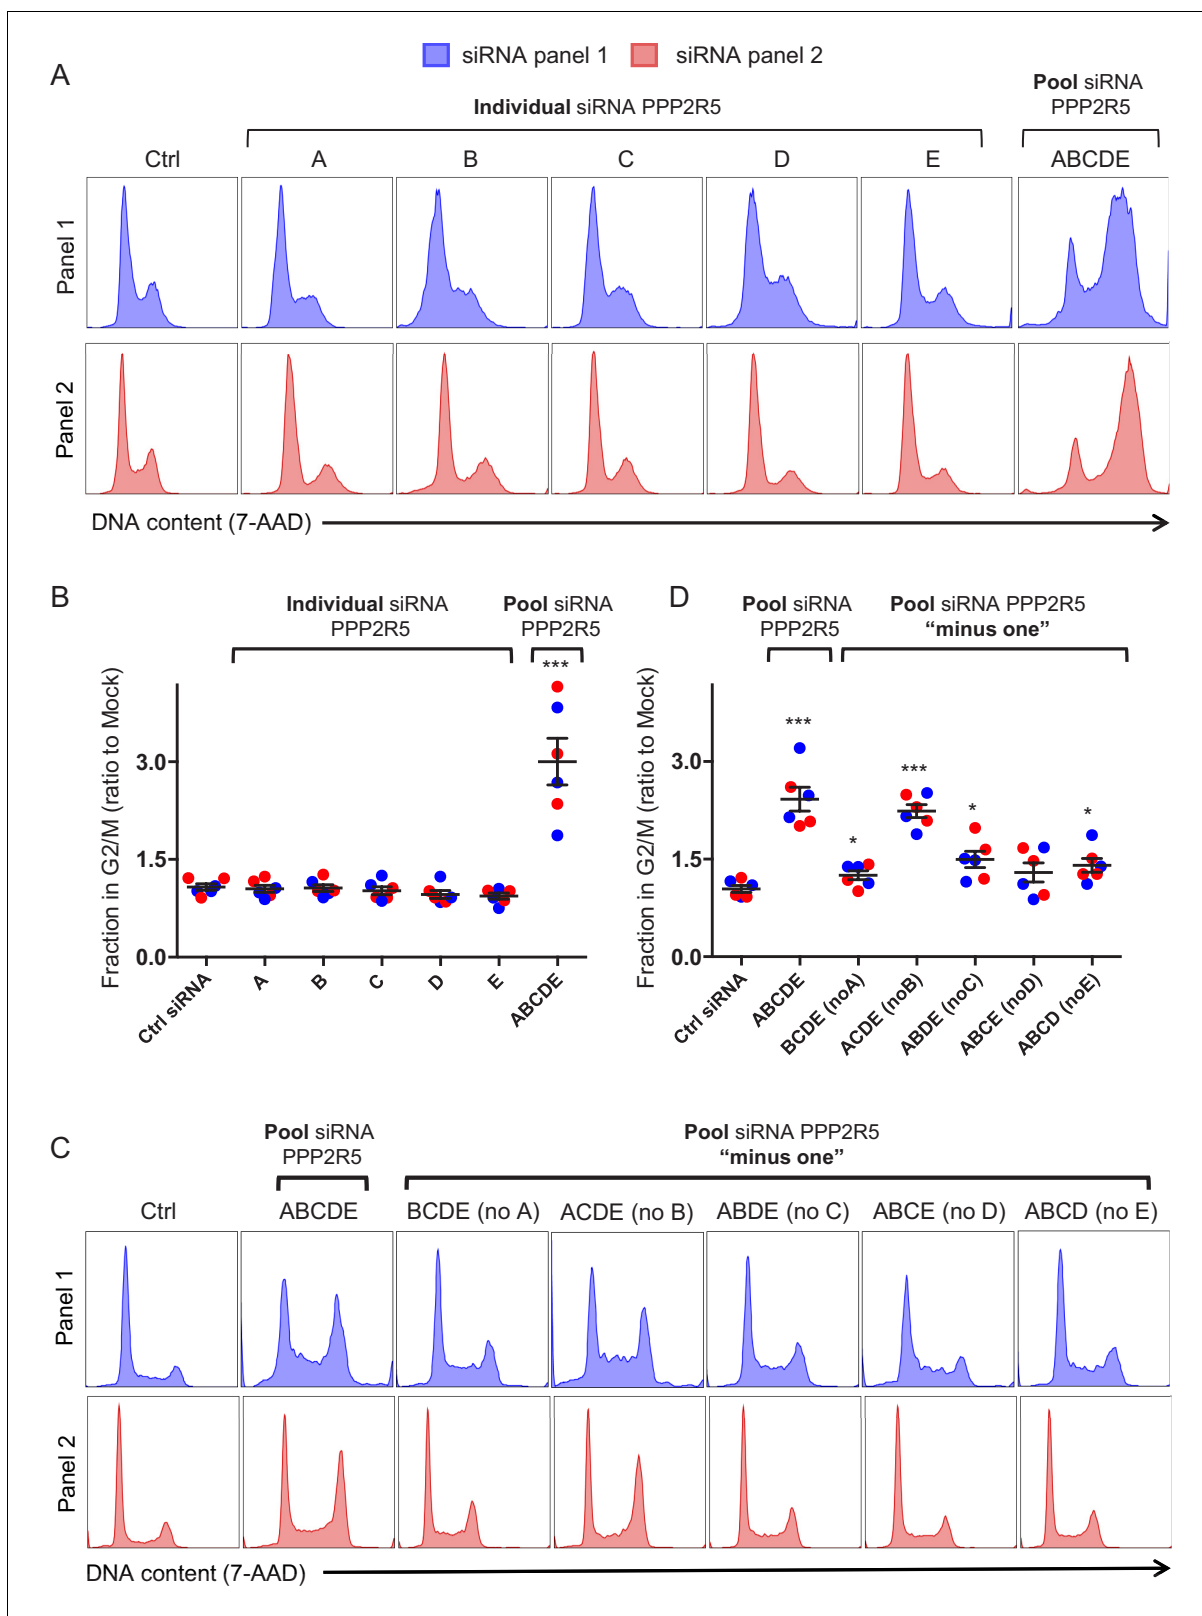 siRNA panel 1 siRNA panel 2
A
Individual siRNA PPP2R5
Pool siRNA
PPP2R5
Ctrl A B C D E ABCDE
Panel 1
Panel 2
DNA content (7-AAD)
B
Individual siRNA
PPP2R5
Pool siRNA
PPP2R5
***
Fraction in G2/M (ratio to Mock)
3.0
1.5
0.0
Ctrl siRNA A B C D E ABCDE
D
Pool siRNA
PPP2R5
Pool siRNA PPP2R5
“minus one”
*** * *** * *
Fraction in G2/M (ratio to Mock)
3.0
1.5
0.0
Ctrl siRNA ABCDE BCDE (noA) ACDE (noB) ABDE (noC) ABCE (noD) ABCD (noE)
C
Pool siRNA
PPP2R5
Pool siRNA PPP2R5
“minus one”
Ctrl ABCDE BCDE (no A) ACDE (no B) ABDE (no C) ABCE (no D) ABCD (no E)
Panel 1
Panel 2
DNA content (7-AAD)